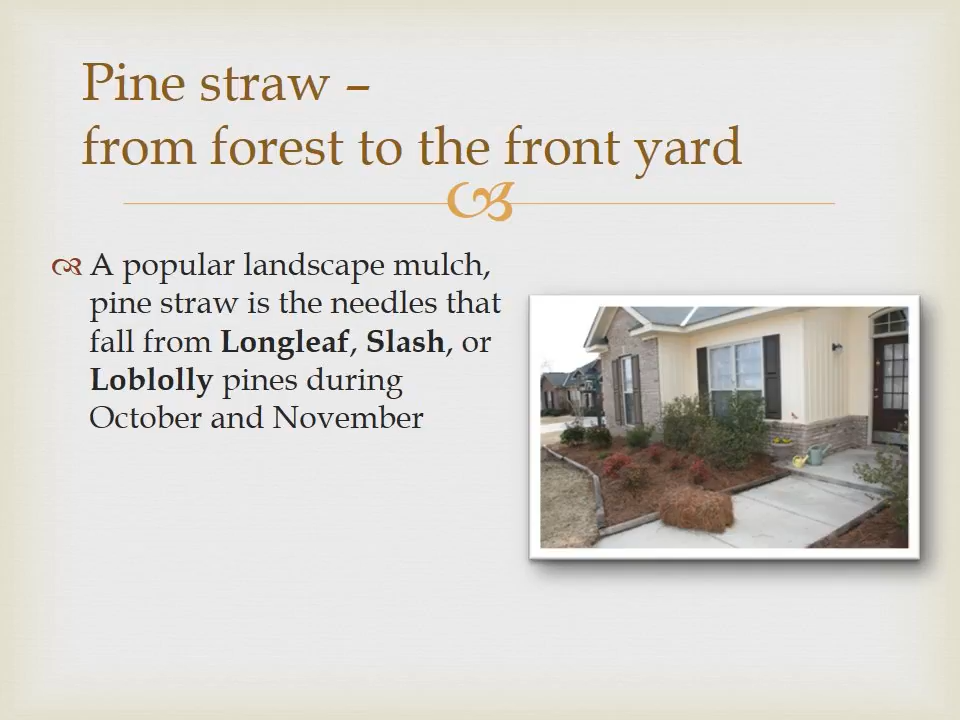 Pine straw –
from forest to the front yard
A popular landscape mulch,
pine straw is the needles that
fall from Longleaf, Slash, or
Loblolly pines during
October and November